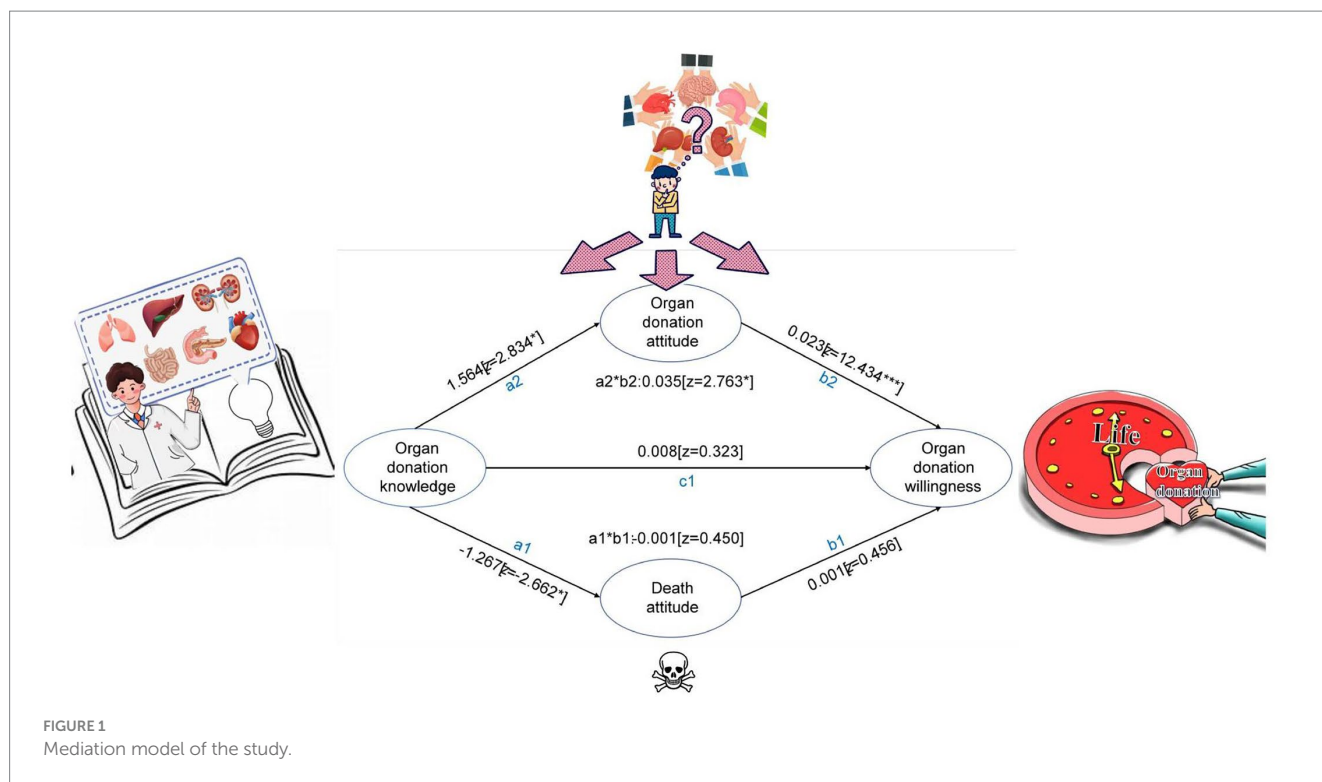 Organ
donation
attitude
1.564[z=2.834*]
a2
0.023[z=12.434***]
b2
a2*b2:0.035[z=2.763*]
Life
Organ
donation
Organ
donation
knowledge
0.008[z=0.323]
c1
Organ
donation
willingness
a1
-1.267[z=-2.662*]
a1*b1:-0.001[z=0.450]
b1
0.001[z=0.456]
Death
attitude
FIGURE 1
Mediation model of the study.